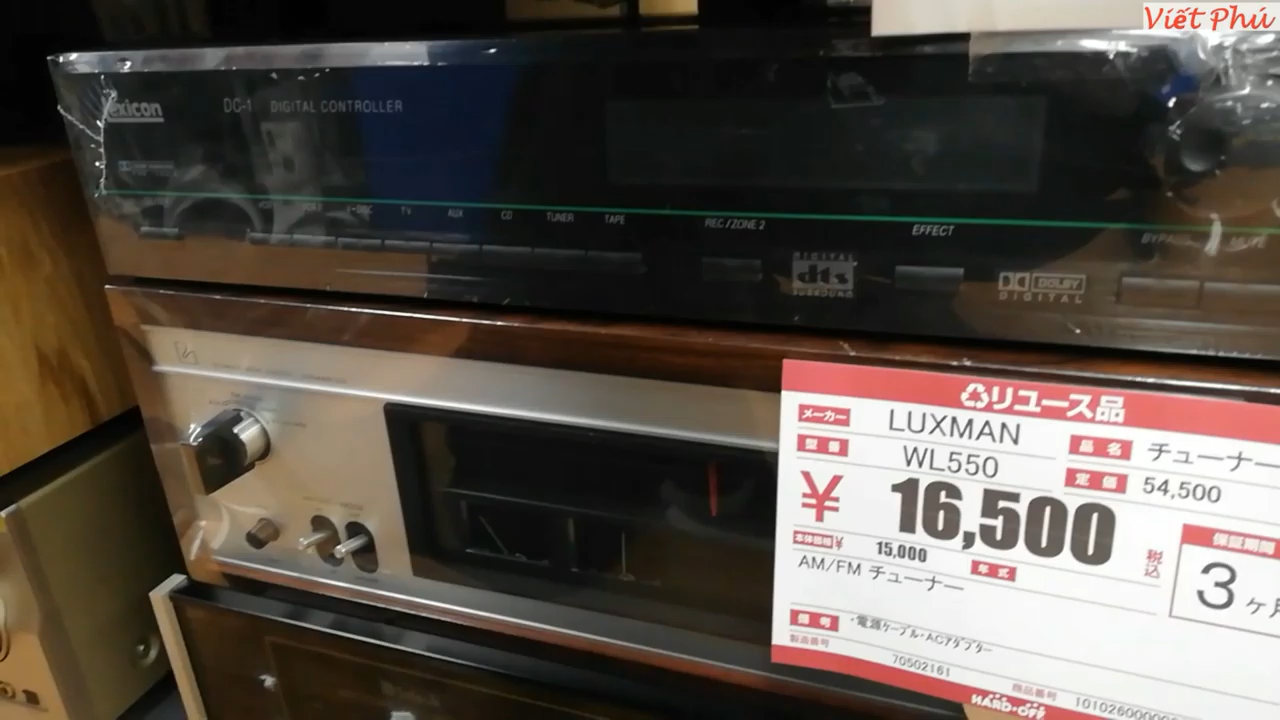 Viết Phú
lexicon
DC-1 DIGITAL CONTROLLER
TV AUX CD TUNER TAPE
REC/ZONE 2
EFFECT
BYPASS MUTE
DIGITAL
dts
SURROUND
DOLBY
DIGITAL
リユース品
メーカー LUXMAN
品名 チューナー
型番 WL550
定価 54,500
¥ 16,500 税込
本体価格¥ 15,000
年式
保証期間
3ヶ月
AM/FM チューナー
備考 ・電源ケーブル・ACアダプター
製造番号 70502161
商品番号
HARD・OFF